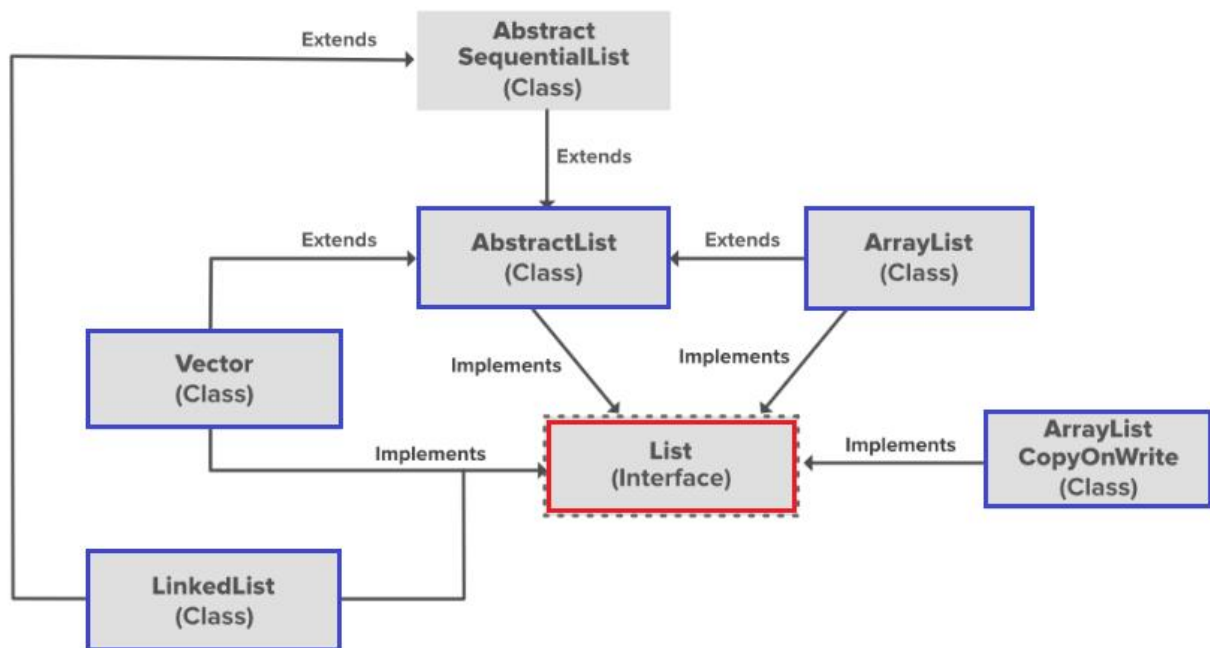 Extends
Abstract
SequentialList
(Class)
Extends
Extends
AbstractList
(Class)
Extends
ArrayList
(Class)
Vector
(Class)
Implements
Implements
Implements
List
(Interface)
Implements
ArrayList
CopyOnWrite
(Class)
LinkedList
(Class)